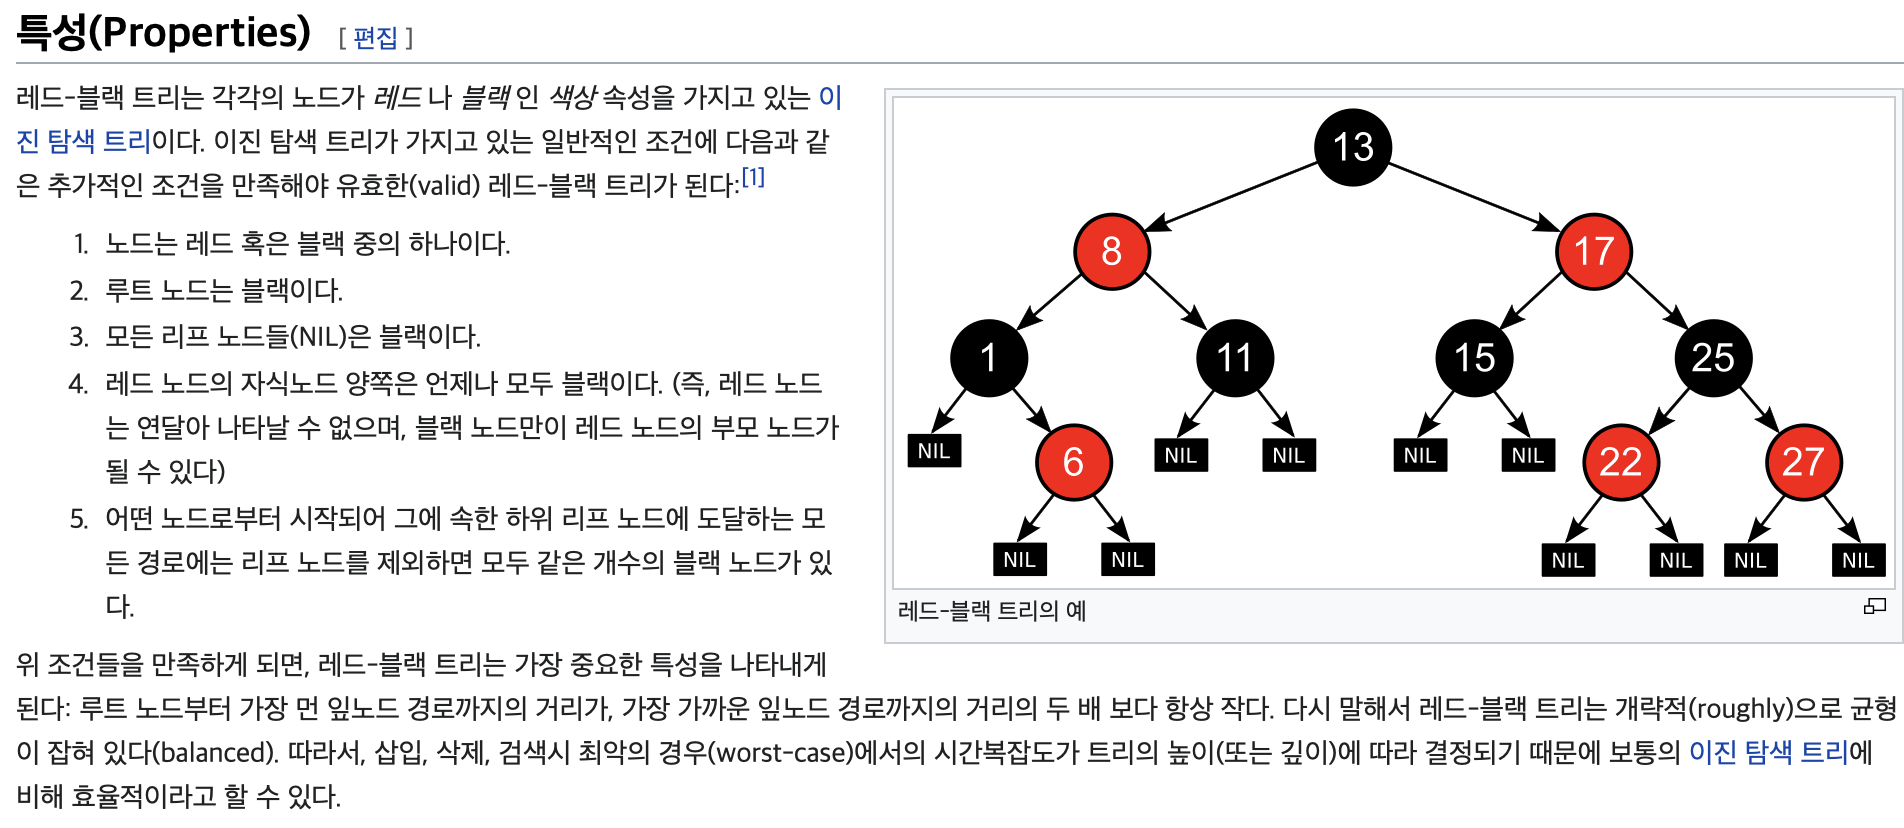 특성(Properties) [ 편집 ]
레드-블랙 트리는 각각의 노드가 레드 나 블랙 인 색상 속성을 가지고 있는 이
진 탐색 트리이다. 이진 탐색 트리가 가지고 있는 일반적인 조건에 다음과 같
은 추가적인 조건을 만족해야 유효한(valid) 레드-블랙 트리가 된다:[1]
1. 노드는 레드 혹은 블랙 중의 하나이다.
2. 루트 노드는 블랙이다.
3. 모든 리프 노드들(NIL)은 블랙이다.
4. 레드 노드의 자식노드 양쪽은 언제나 모두 블랙이다. (즉, 레드 노드
는 연달아 나타날 수 없으며, 블랙 노드만이 레드 노드의 부모 노드가
될 수 있다)
5. 어떤 노드로부터 시작되어 그에 속한 하위 리프 노드에 도달하는 모
든 경로에는 리프 노드를 제외하면 모두 같은 개수의 블랙 노드가 있
다.
13
8 17
1 11 15 25
NIL 6 NIL NIL NIL NIL 22 27
NIL NIL NIL NIL NIL NIL
레드-블랙 트리의 예
위 조건들을 만족하게 되면, 레드-블랙 트리는 가장 중요한 특성을 나타내게
된다: 루트 노드부터 가장 먼 잎노드 경로까지의 거리가, 가장 가까운 잎노드 경로까지의 거리의 두 배 보다 항상 작다. 다시 말해서 레드-블랙 트리는 개략적(roughly)으로 균형
이 잡혀 있다(balanced). 따라서, 삽입, 삭제, 검색시 최악의 경우(worst-case)에서의 시간복잡도가 트리의 높이(또는 깊이)에 따라 결정되기 때문에 보통의 이진 탐색 트리에
비해 효율적이라고 할 수 있다.